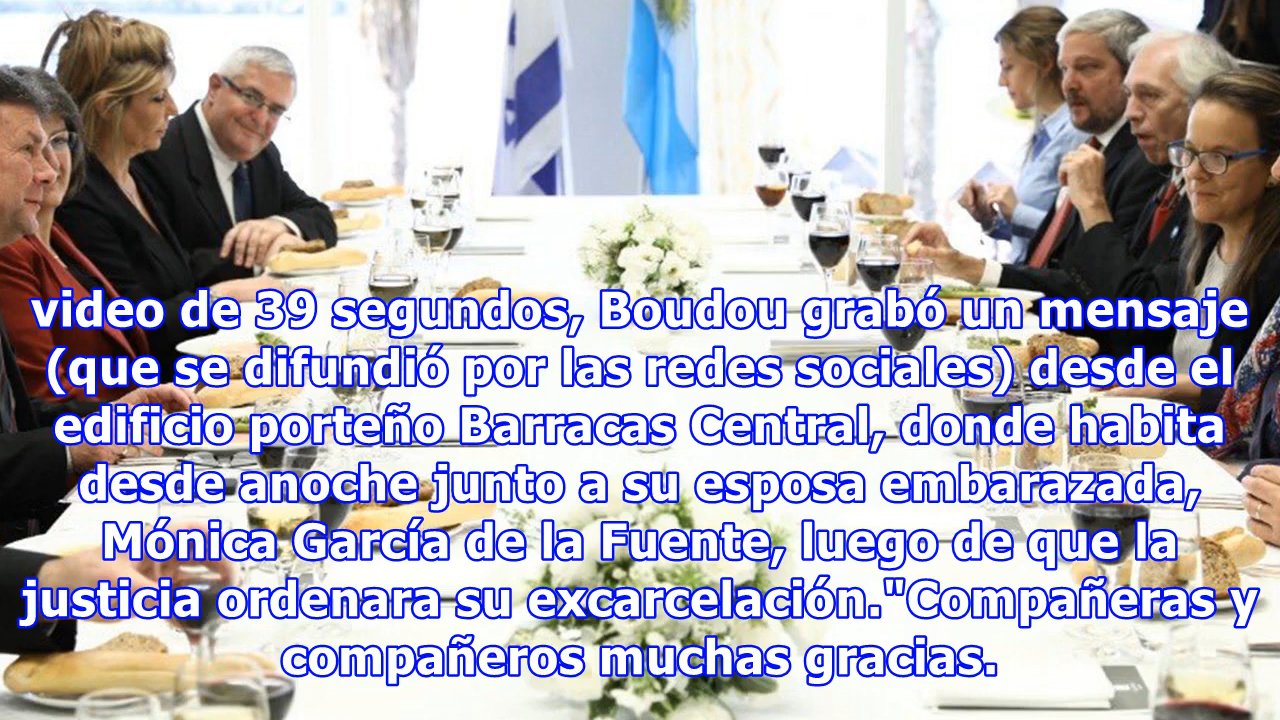 video de 39 segundos, Boudou grabó un mensaje
(que se difundió por las redes sociales) desde el
edificio porteño Barracas Central, donde habita
desde anoche junto a su esposa embarazada,
Mónica García de la Fuente, luego de que la
justicia ordenara su excarcelación."Compañeras y
compañeros muchas gracias.